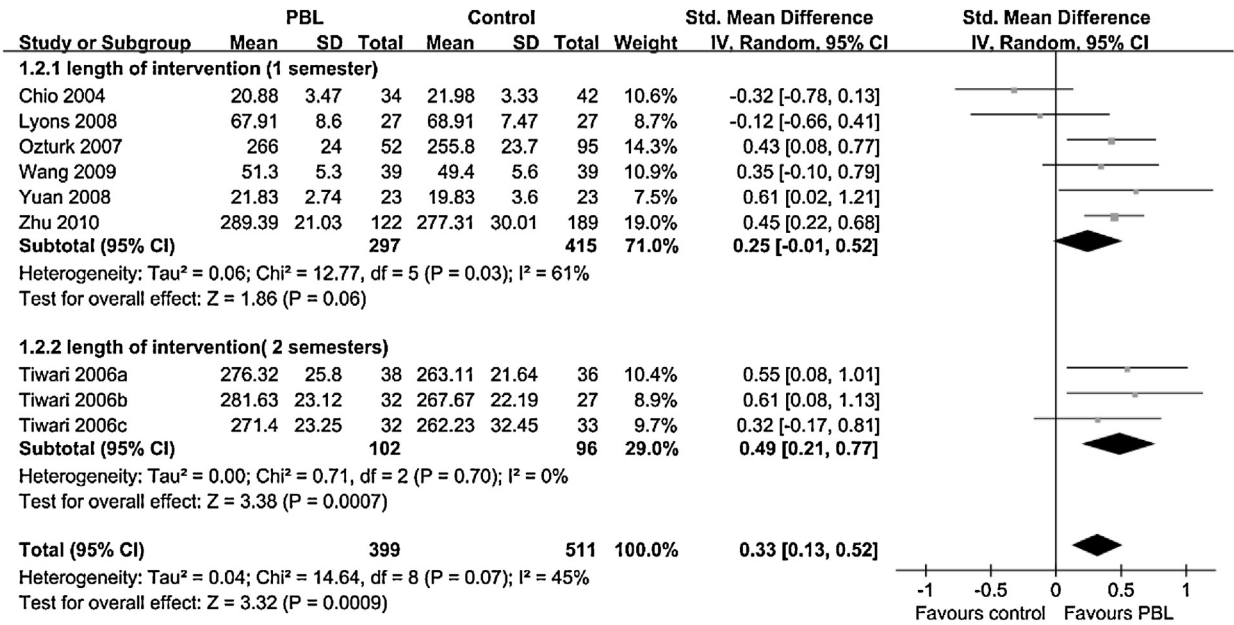 PBL Control Std. Mean Difference Std. Mean Difference
Study or Subgroup Mean SD Total Mean SD Total Weight IV, Random, 95% CI IV, Random, 95% CI
1.2.1 length of intervention (1 semester)
Chio 2004 20.88 3.47 34 21.98 3.33 42 10.6% -0.32 [-0.78, 0.13]
Lyons 2008 67.91 8.6 27 68.91 7.47 27 8.7% -0.12 [-0.66, 0.41]
Ozturk 2007 266 24 52 255.8 23.7 95 14.3% 0.43 [0.08, 0.77]
Wang 2009 51.3 5.3 39 49.4 5.6 39 10.9% 0.35 [-0.10, 0.79]
Yuan 2008 21.83 2.74 23 19.83 3.6 23 7.5% 0.61 [0.02, 1.21]
Zhu 2010 289.39 21.03 122 277.31 30.01 189 19.0% 0.45 [0.22, 0.68]
Subtotal (95% CI) 297 415 71.0% 0.25 [-0.01, 0.52]
Heterogeneity: Tau² = 0.06; Chi² = 12.77, df = 5 (P = 0.03); I² = 61%
Test for overall effect: Z = 1.86 (P = 0.06)
1.2.2 length of intervention( 2 semesters)
Tiwari 2006a 276.32 25.8 38 263.11 21.64 36 10.4% 0.55 [0.08, 1.01]
Tiwari 2006b 281.63 23.12 32 267.67 22.19 27 8.9% 0.61 [0.08, 1.13]
Tiwari 2006c 271.4 23.25 32 262.23 32.45 33 9.7% 0.32 [-0.17, 0.81]
Subtotal (95% CI) 102 96 29.0% 0.49 [0.21, 0.77]
Heterogeneity: Tau² = 0.00; Chi² = 0.71, df = 2 (P = 0.70); I² = 0%
Test for overall effect: Z = 3.38 (P = 0.0007)
Total (95% CI) 399 511 100.0% 0.33 [0.13, 0.52]
Heterogeneity: Tau² = 0.04; Chi² = 14.64, df = 8 (P = 0.07); I² = 45%
Test for overall effect: Z = 3.32 (P = 0.0009)
-1 -0.5 0 0.5 1
Favours control Favours PBL